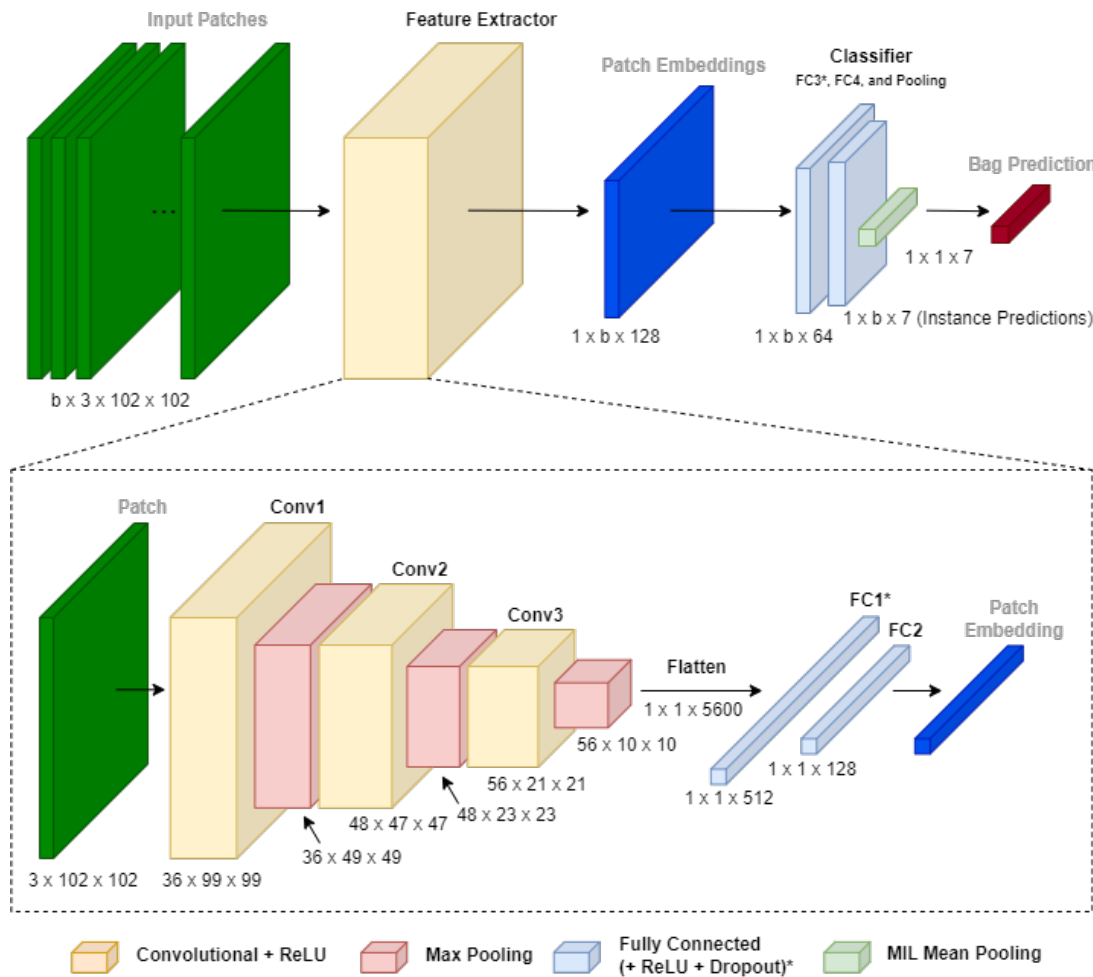 Input Patches
Feature Extractor
Patch Embeddings
Classifier
FC3*, FC4, and Pooling
Bag Prediction
...
1 x 1 x 7
1 x b x 128
1 x b x 64
1 x b x 7 (Instance Predictions)
b x 3 x 102 x 102
Patch
Conv1
Conv2
Conv3
Flatten
1 x 1 x 5600
FC1*
FC2
Patch
Embedding
56 x 10 x 10
1 x 1 x 128
1 x 1 x 512
56 x 21 x 21
48 x 23 x 23
48 x 47 x 47
36 x 49 x 49
3 x 102 x 102
36 x 99 x 99
Convolutional + ReLU
Max Pooling
Fully Connected
(+ ReLU + Dropout)*
MIL Mean Pooling